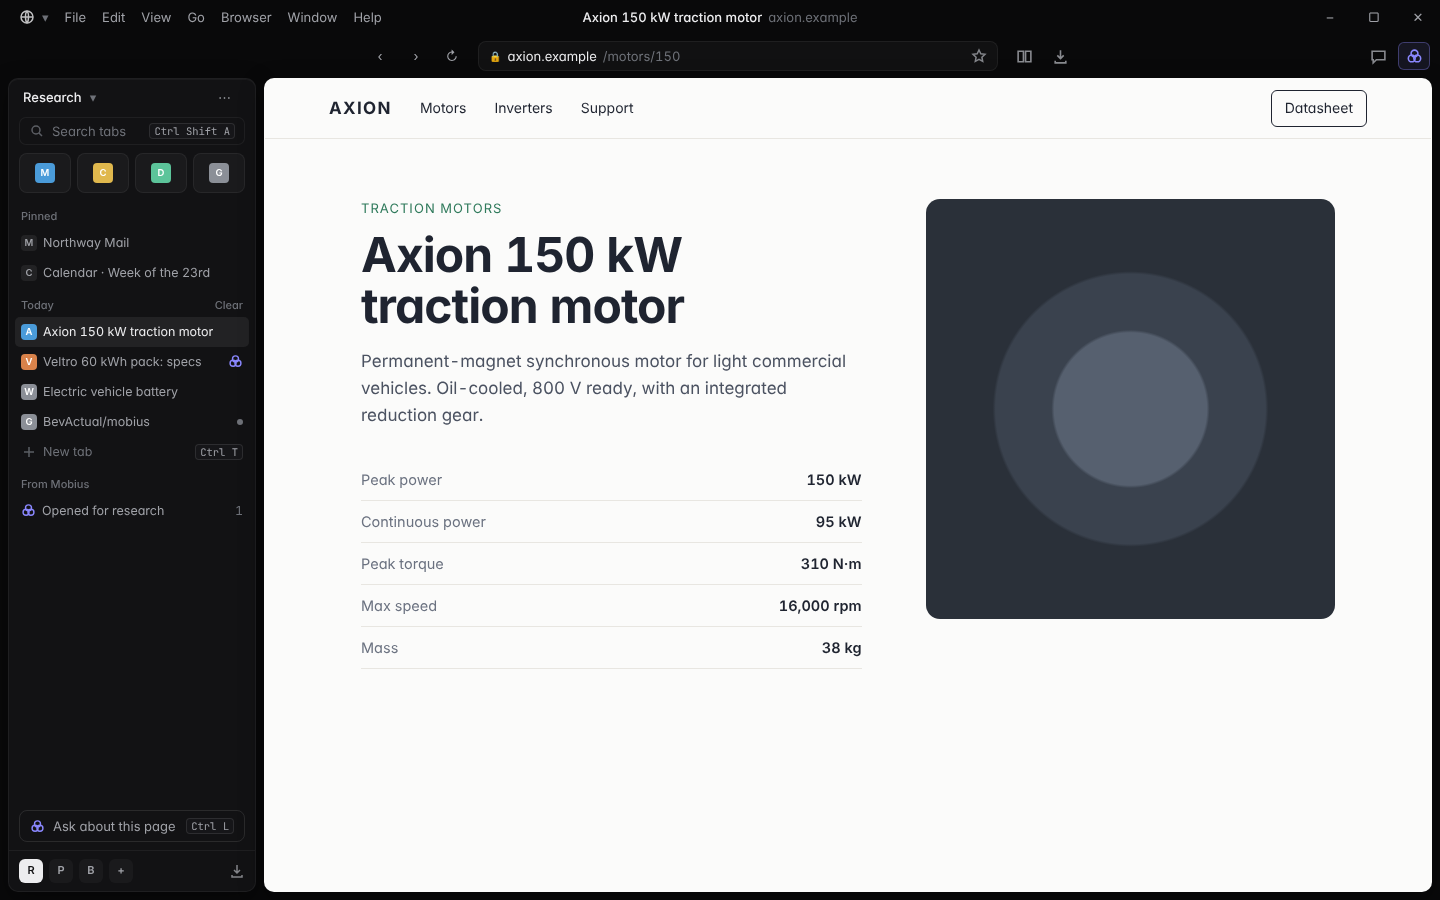 File Edit View Go Browser Window Help
Axion 150 kW traction motor axion.example
axion.example /motors/150
Research
Search tabs Ctrl Shift A
M C D G
Pinned
M Northway Mail
C Calendar · Week of the 23rd
Today Clear
A Axion 150 kW traction motor
V Veltro 60 kWh pack: specs
W Electric vehicle battery
G BevActual/mobius
New tab Ctrl T
From Mobius
Opened for research 1
Ask about this page Ctrl L
R P B +
AXION Motors Inverters Support Datasheet
TRACTION MOTORS
Axion 150 kW
traction motor
Permanent-magnet synchronous motor for light commercial
vehicles. Oil-cooled, 800 V ready, with an integrated
reduction gear.
Peak power 150 kW
Continuous power 95 kW
Peak torque 310 N·m
Max speed 16,000 rpm
Mass 38 kg